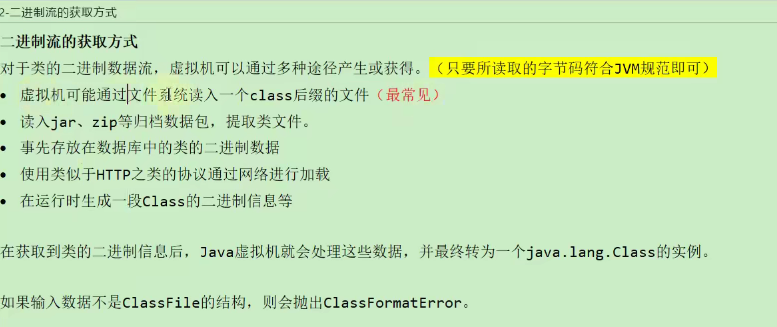 2-二进制流的获取方式
二进制流的获取方式
对于类的二进制数据流，虚拟机可以通过多种途径产生或获得。（只要所读取的字节码符合JVM规范即可）
• 虚拟机可能通过文件系统读入一个class后缀的文件（最常见）
• 读入jar、zip等归档数据包，提取类文件。
• 事先存放在数据库中的类的二进制数据
• 使用类似于HTTP之类的协议通过网络进行加载
• 在运行时生成一段Class的二进制信息等
在获取到类的二进制信息后，Java虚拟机就会处理这些数据，并最终转为一个java.lang.Class的实例。
如果输入数据不是ClassFile的结构，则会抛出ClassFormatError。